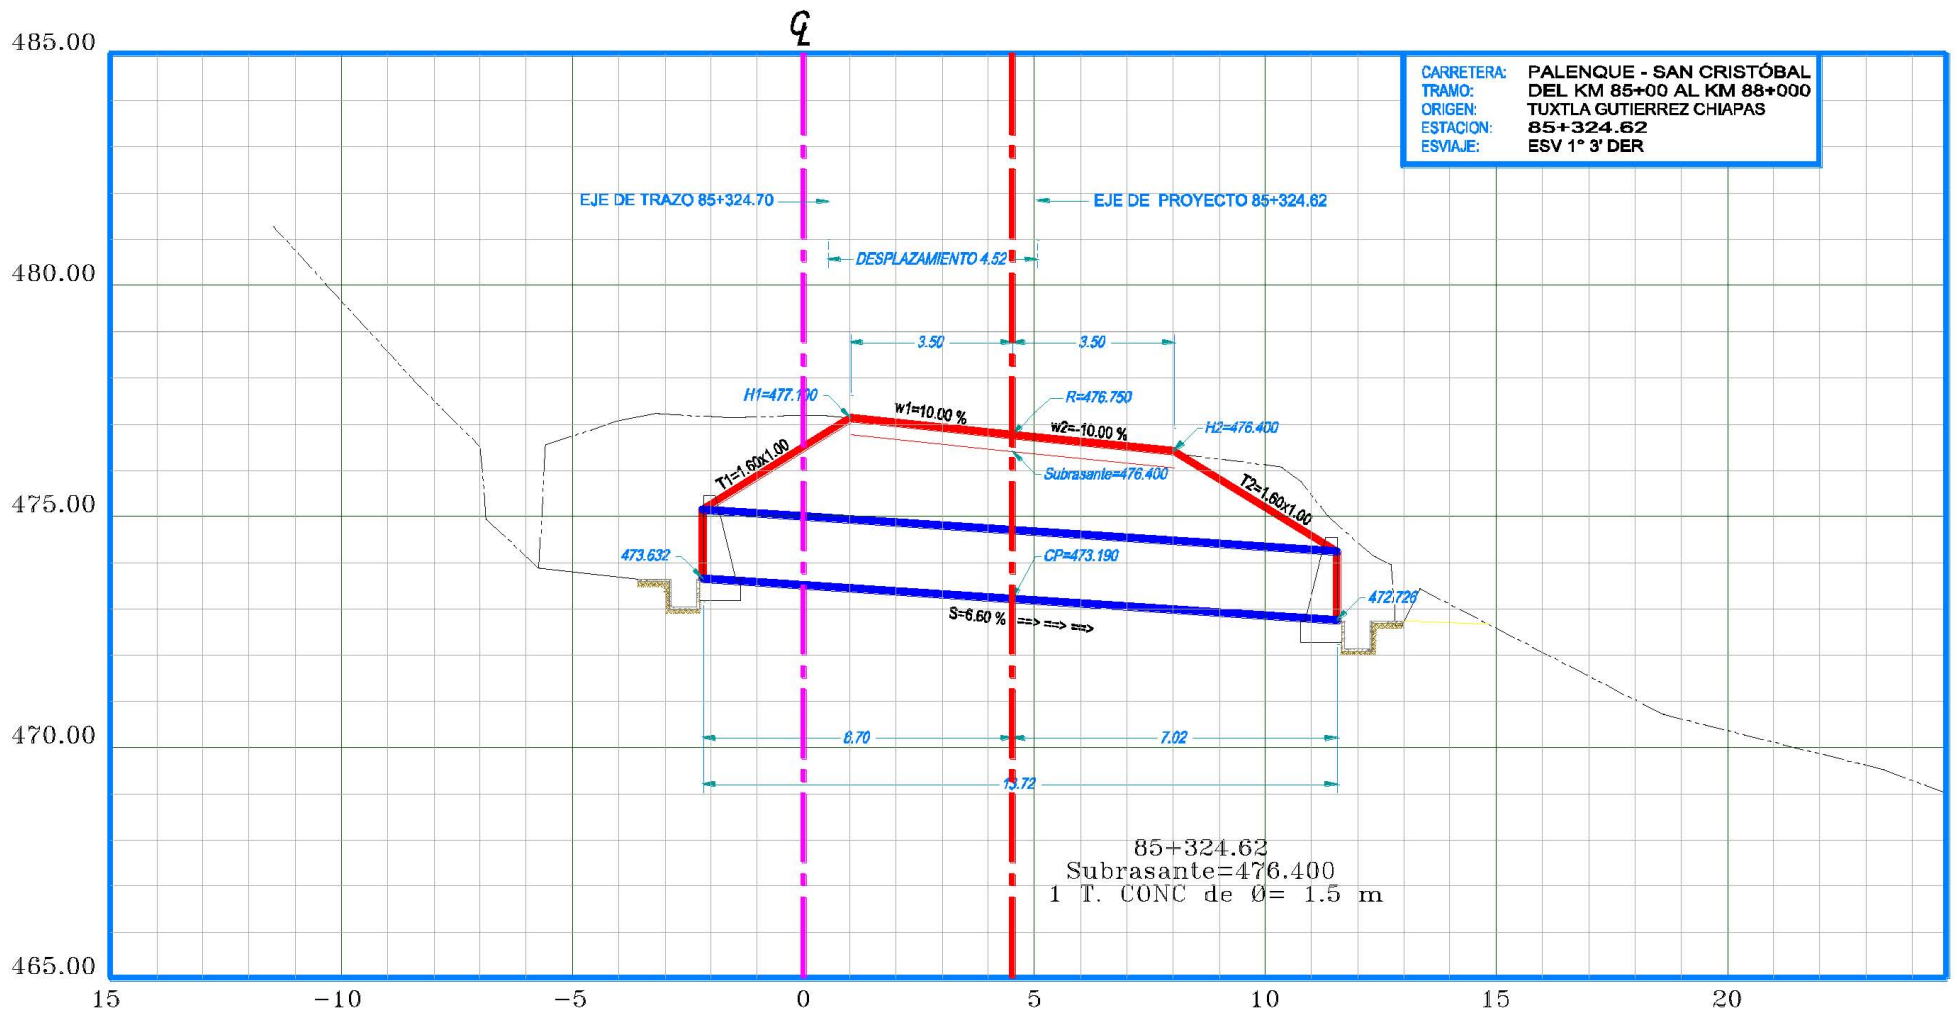 ℄
485.00
CARRETERA: PALENQUE - SAN CRISTÓBAL
TRAMO: DEL KM 85+00 AL KM 88+000
ORIGEN: TUXTLA GUTIERREZ CHIAPAS
ESTACION: 85+324.62
ESVIAJE: ESV 1° 3' DER
EJE DE TRAZO 85+324.70
EJE DE PROYECTO 85+324.62
DESPLAZAMIENTO 4.52
480.00
3.50
3.50
H1=477.100
w1=10.00 %
R=476.750
w2=-10.00 %
H2=476.400
T1=1.60x1.00
Subrasante=476.400
T2=1.60x1.00
475.00
473.632
CP=473.190
472.726
S=6.60 % ==> ==> ==>
470.00
6.70
7.02
13.72
85+324.62
Subrasante=476.400
1 T. CONC de Ø= 1.5 m
465.00
15
-10
-5
0
5
10
15
20